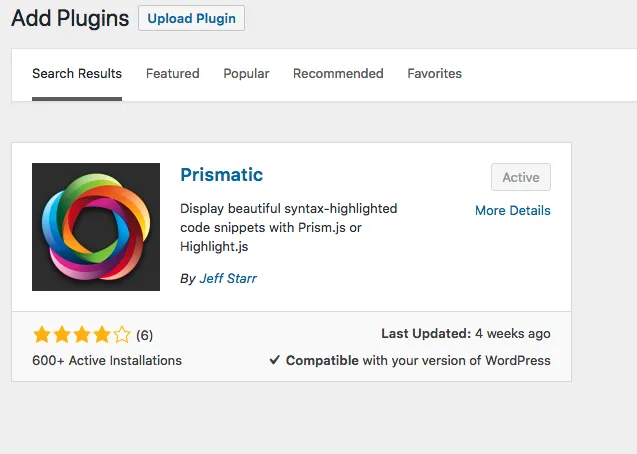 Add Plugins Upload Plugin
Search Results Featured Popular Recommended Favorites
Prismatic
Active
Display beautiful syntax-highlighted
code snippets with Prism.js or
Highlight.js
More Details
By Jeff Starr
(6)
Last Updated: 4 weeks ago
600+ Active Installations
Compatible with your version of WordPress